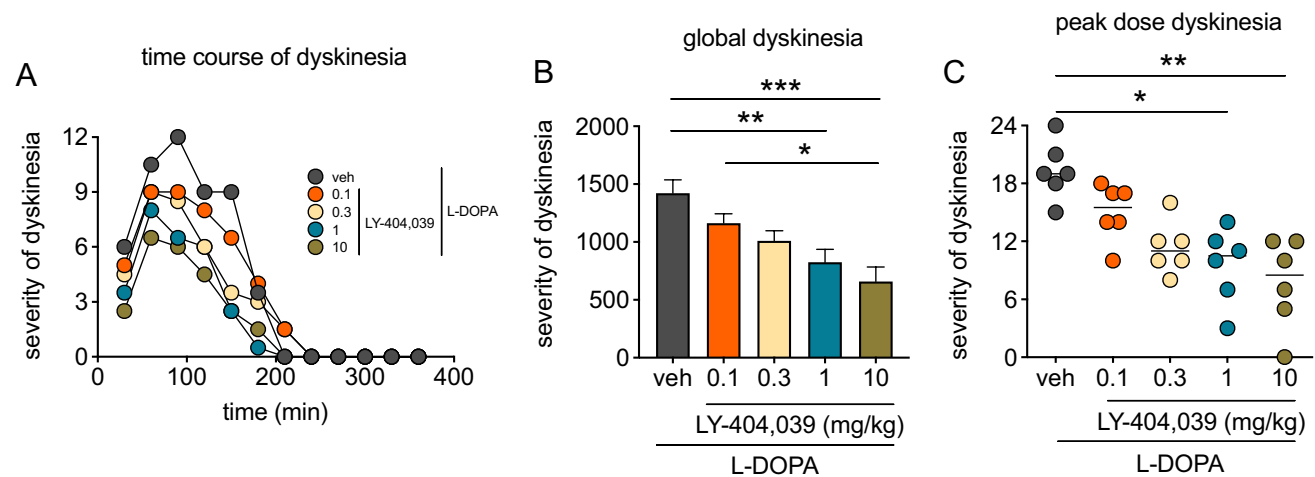 A
time course of dyskinesia
severity of dyskinesia
12
9
6
3
0
0
100
200
300
400
time (min)
veh
0.1
0.3
1
10
LY-404,039
L-DOPA
B
global dyskinesia
***
**
*
severity of dyskinesia
2000
1500
1000
500
0
veh
0.1
0.3
1
10
LY-404,039 (mg/kg)
L-DOPA
C
peak dose dyskinesia
**
*
severity of dyskinesia
24
18
12
6
0
veh
0.1
0.3
1
10
LY-404,039 (mg/kg)
L-DOPA